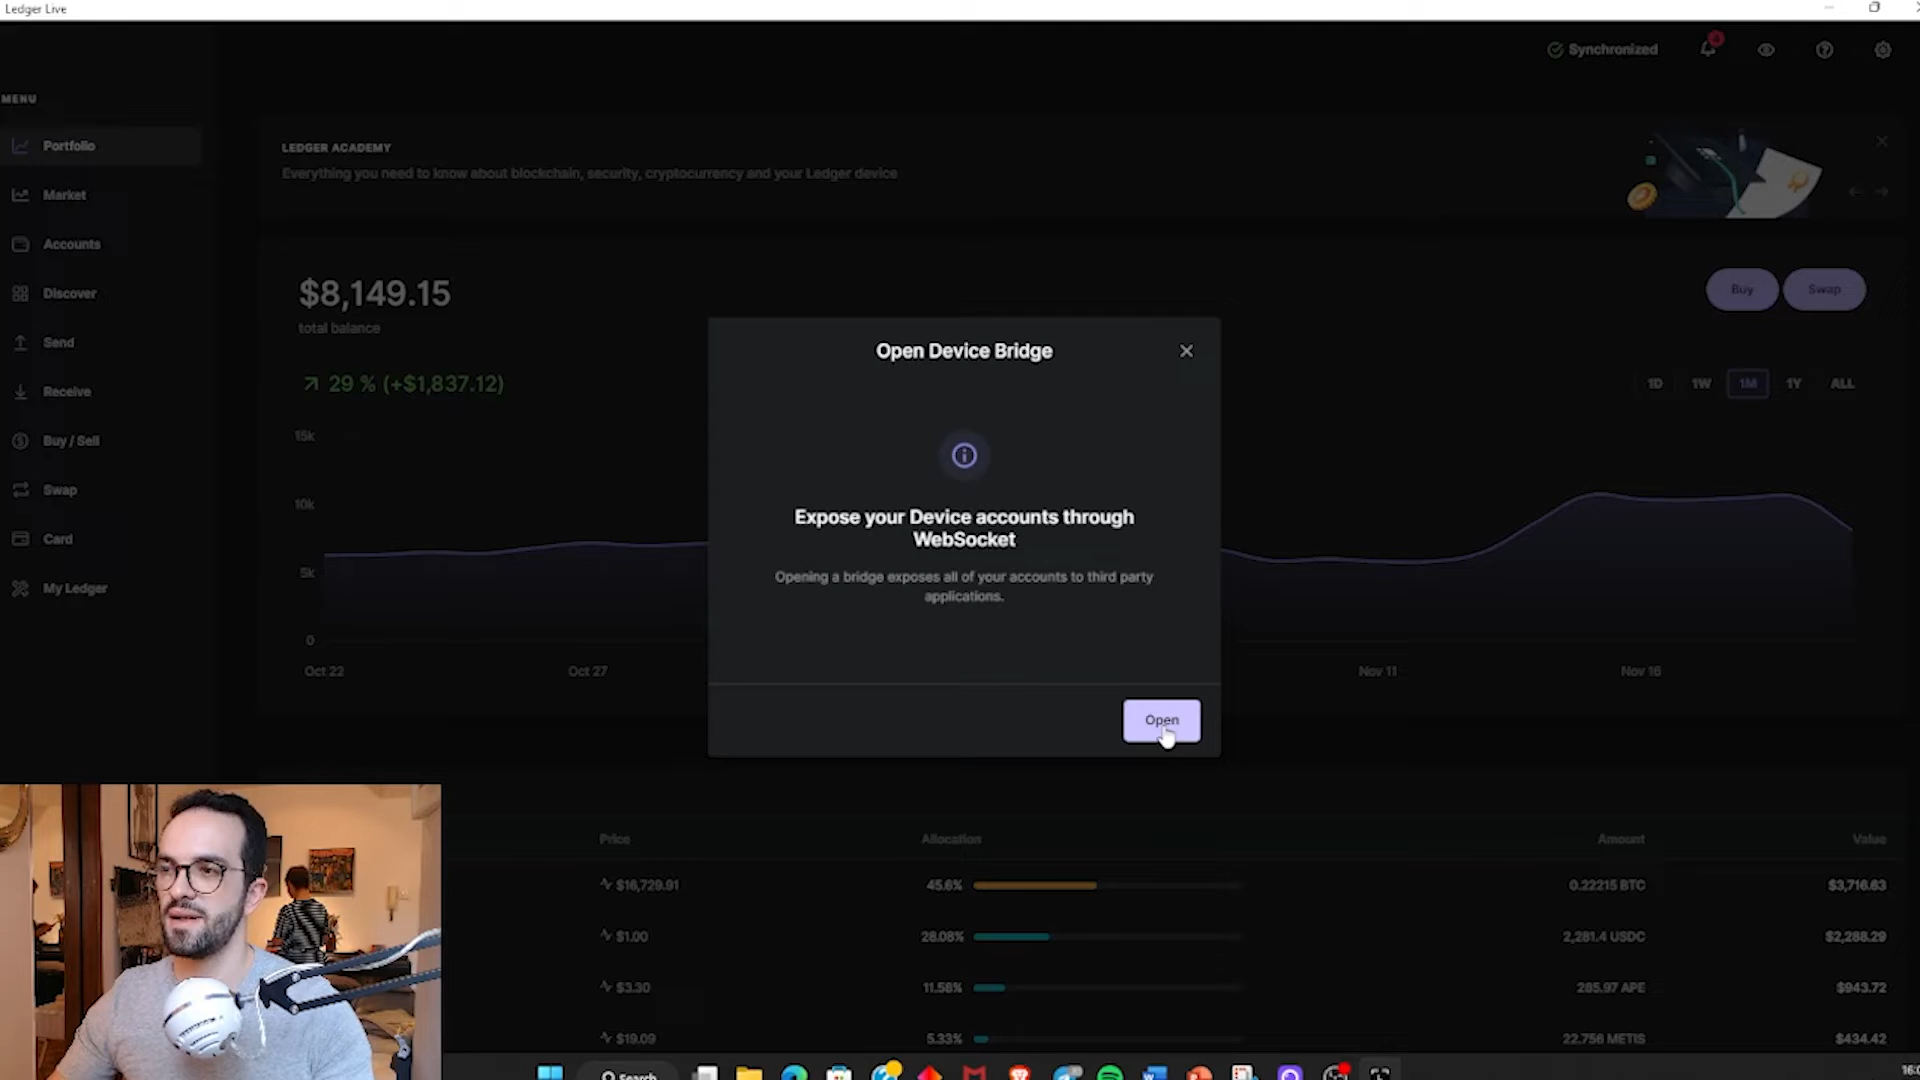 Ledger Live
Synchronized
4
MENU
Portfolio
Market
Accounts
Discover
Send
Receive
Buy / Sell
Swap
Card
My Ledger
LEDGER ACADEMY
Everything you need to know about blockchain, security, cryptocurrency and your Ledger device
$8,149.15
total balance
Buy
Swap
29 % (+$1,837.12)
1D 1W 1M 1Y ALL
15k
10k
5k
0
Oct 22
Oct 27
Nov 11
Nov 16
Open Device Bridge
Expose your Device accounts through
WebSocket
Opening a bridge exposes all of your accounts to third party
applications.
Open
Price Allocation Amount Value
$16,729.91 45.6% 0.22215 BTC $3,716.63
$1.00 28.08% 2,281.4 USDC $2,288.29
$3.30 11.58% 285.97 APE $943.72
$19.09 5.33% 22.756 METIS $434.42
Search